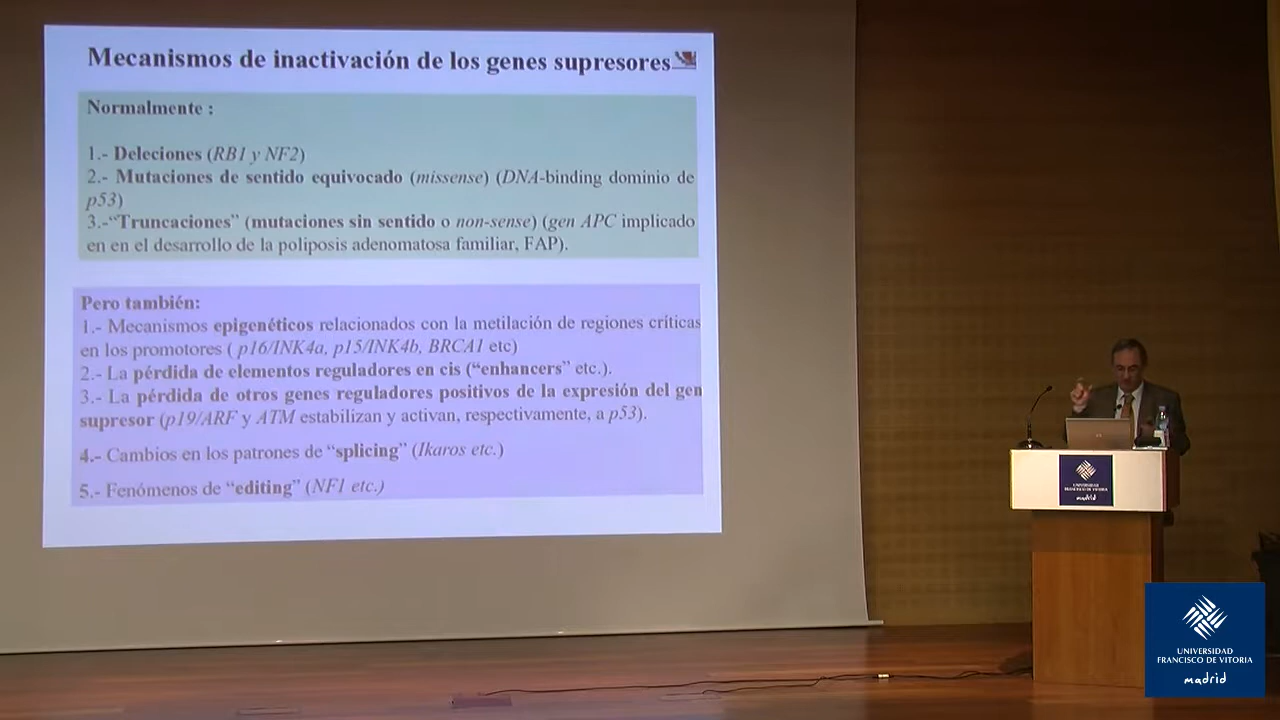 Mecanismos de inactivación de los genes supresores
Normalmente :
1.- Deleciones (RB1 y NF2)
2.- Mutaciones de sentido equivocado (missense) (DNA-binding dominio de
p53)
3.-“Truncaciones” (mutaciones sin sentido o non-sense) (gen APC implicado
en en el desarrollo de la poliposis adenomatosa familiar, FAP).
Pero también:
1.- Mecanismos epigenéticos relacionados con la metilación de regiones críticas
en los promotores ( p16/INK4a, p15/INK4b, BRCA1 etc)
2.- La pérdida de elementos reguladores en cis (“enhancers” etc.).
3.- La pérdida de otros genes reguladores positivos de la expresión del gen
supresor (p19/ARF y ATM estabilizan y activan, respectivamente, a p53).
4.- Cambios en los patrones de “splicing” (Ikaros etc.)
5.- Fenómenos de “editing” (NF1 etc.)
UNIVERSIDAD
FRANCISCO DE VITORIA
madrid
UNIVERSIDAD
FRANCISCO DE VITORIA
madrid